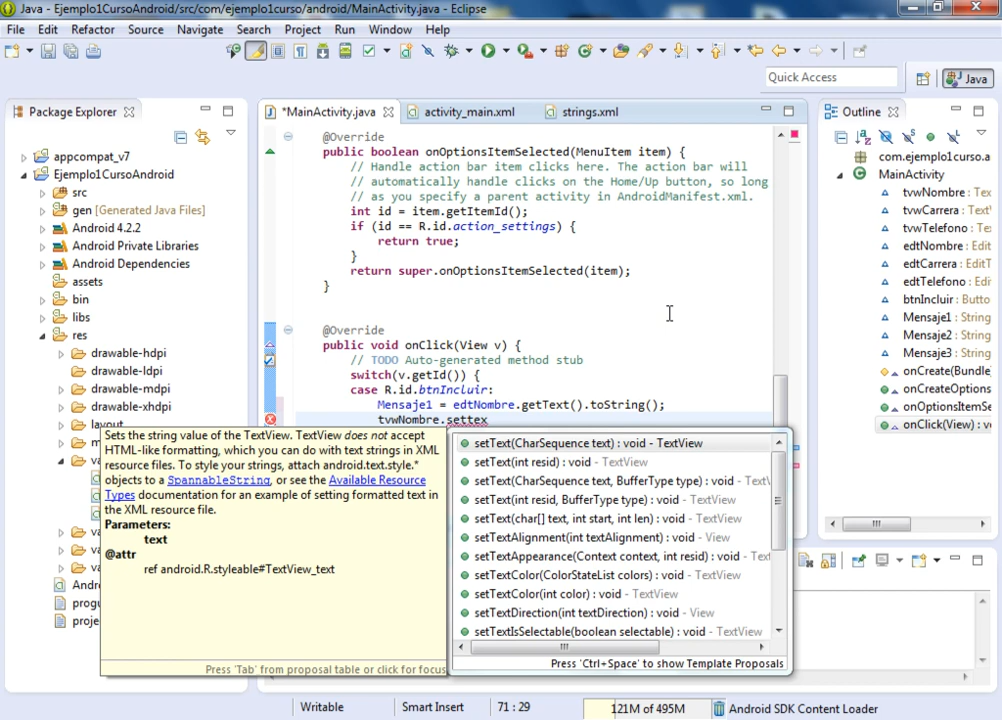 Java - Ejemplo1CursoAndroid/src/com/ejemplo1curso/android/MainActivity.java - Eclipse
File Edit Refactor Source Navigate Search Project Run Window Help
Quick Access
Java
Package Explorer
*MainActivity.java
activity_main.xml
strings.xml
Outline
appcompat_v7
Ejemplo1CursoAndroid
src
gen [Generated Java Files]
Android 4.2.2
Android Private Libraries
Android Dependencies
assets
bin
libs
res
drawable-hdpi
drawable-ldpi
drawable-mdpi
drawable-xhdpi
@Override
public boolean onOptionsItemSelected(MenuItem item) {
// Handle action bar item clicks here. The action bar will
// automatically handle clicks on the Home/Up button, so long
// as you specify a parent activity in AndroidManifest.xml.
int id = item.getItemId();
if (id == R.id.action_settings) {
return true;
}
return super.onOptionsItemSelected(item);
}
@Override
public void onClick(View v) {
// TODO Auto-generated method stub
switch(v.getId()) {
case R.id.btnIncluir:
Mensaje1 = edtNombre.getText().toString();
tvwNombre.settex
com.ejemplo1curso.a
MainActivity
tvwNombre : Text
tvwCarrera : TextV
tvwTelefono : Text
edtNombre : EditT
edtCarrera : EditTe
edtTelefono : EditT
btnIncluir : Button
Mensaje1 : String
Mensaje2 : String
Mensaje3 : String
onCreate(Bundle
onCreateOptions
onOptionsItemSe
onClick(View) : vo
Sets the string value of the TextView. TextView does not accept
HTML-like formatting, which you can do with text strings in XML
resource files. To style your strings, attach android.text.style.*
objects to a SpannableString, or see the Available Resource
Types documentation for an example of setting formatted text in
the XML resource file.
Parameters:
text
@attr
ref android.R.styleable#TextView_text
Press 'Tab' from proposal table or click for focus
setText(CharSequence text) : void - TextView
setText(int resid) : void - TextView
setText(CharSequence text, BufferType type) : void - TextV
setText(int resid, BufferType type) : void - TextView
setText(char[] text, int start, int len) : void - TextView
setTextAlignment(int textAlignment) : void - View
setTextAppearance(Context context, int resid) : void - Text
setTextColor(ColorStateList colors) : void - TextView
setTextColor(int color) : void - TextView
setTextDirection(int textDirection) : void - View
setTextIsSelectable(boolean selectable) : void - TextView
Press 'Ctrl+Space' to show Template Proposals
Writable
Smart Insert
71 : 29
121M of 495M
Android SDK Content Loader